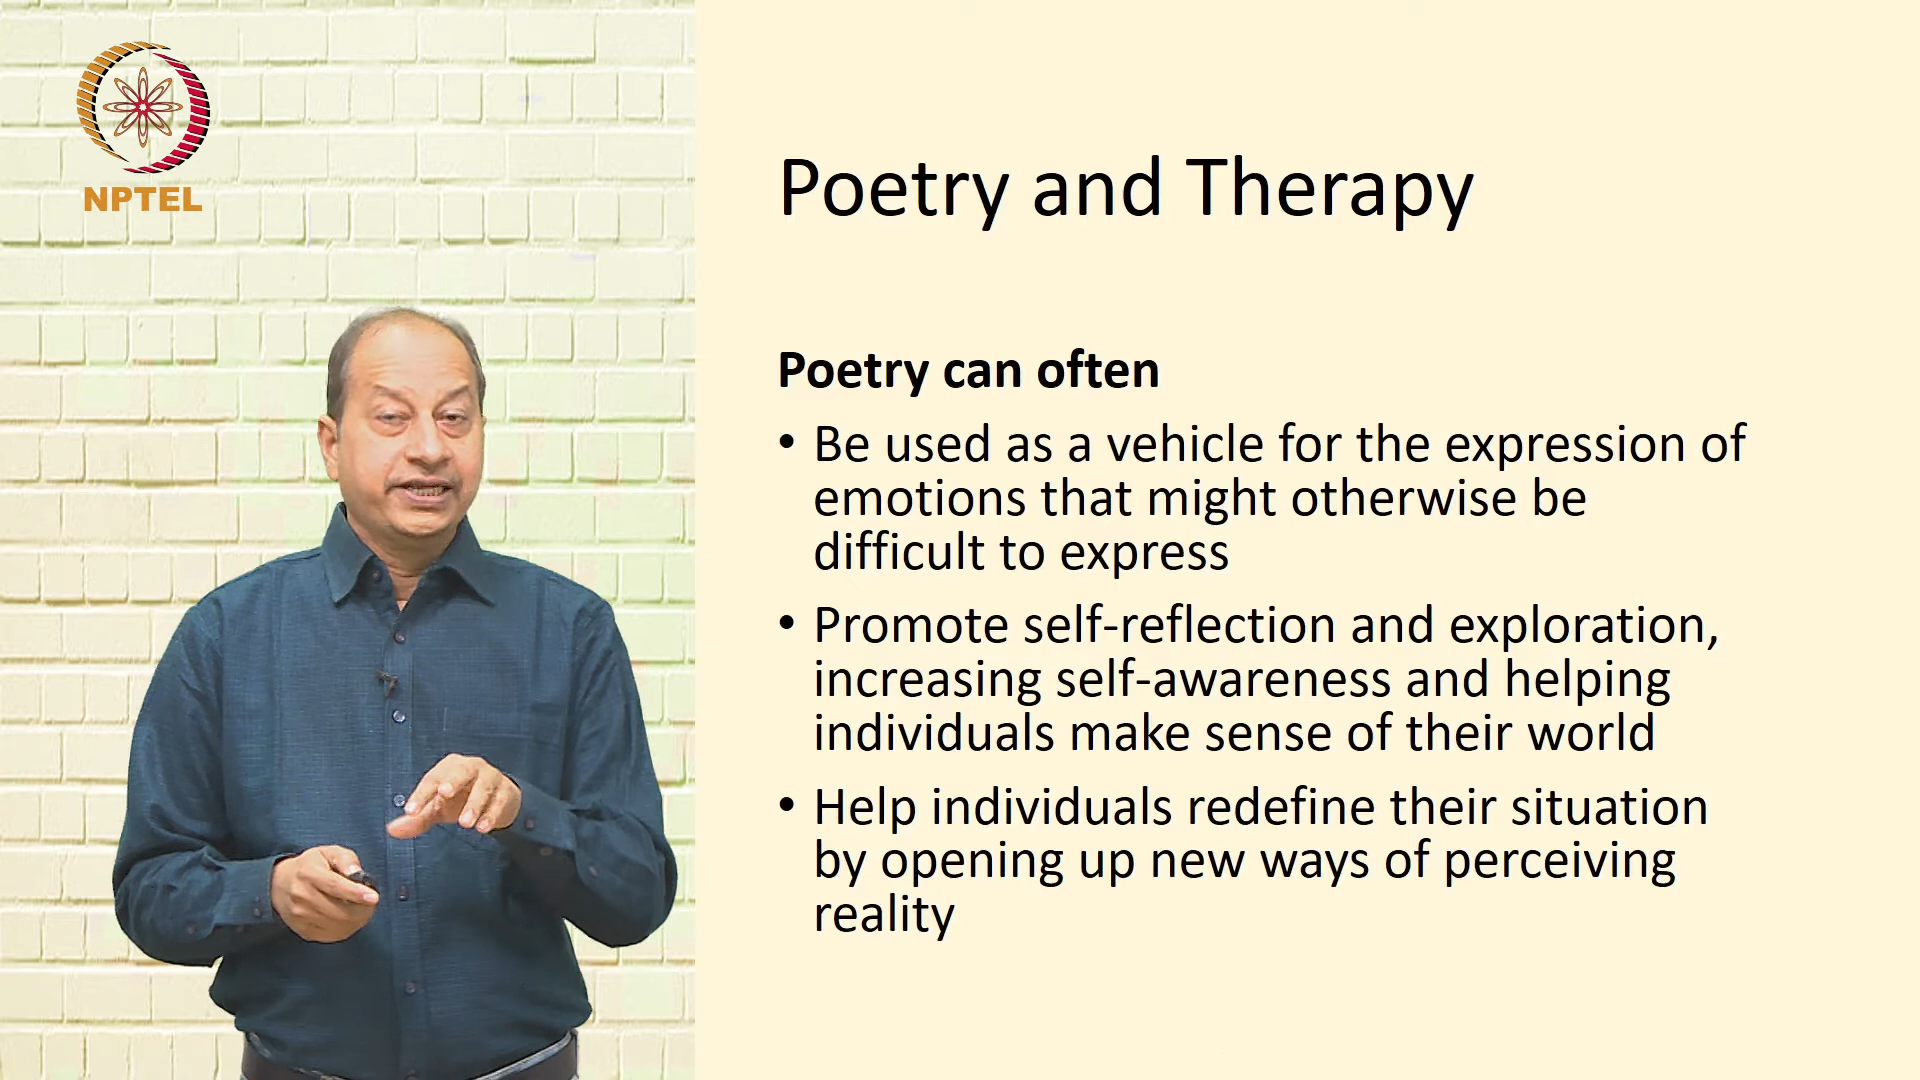 NPTEL
Poetry and Therapy
Poetry can often
• Be used as a vehicle for the expression of
emotions that might otherwise be
difficult to express
• Promote self-reflection and exploration,
increasing self-awareness and helping
individuals make sense of their world
• Help individuals redefine their situation
by opening up new ways of perceiving
reality